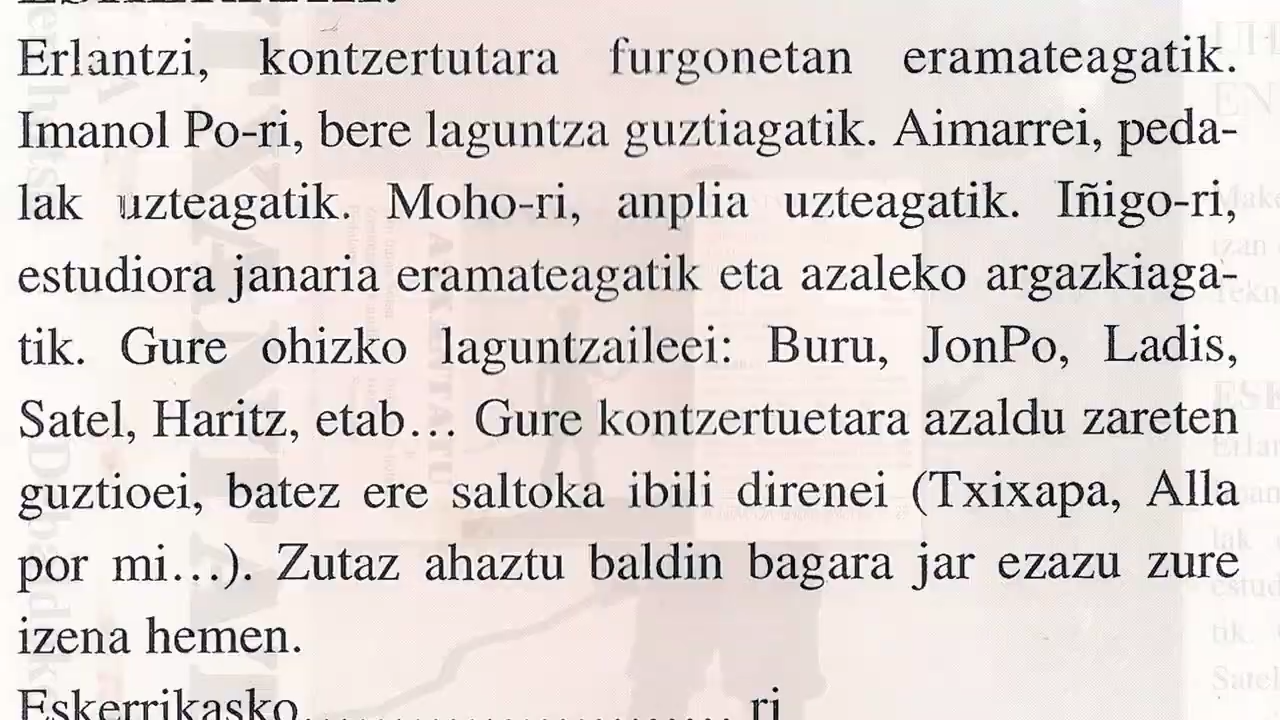 Erlantzi, kontzertutara furgonetan eramateagatik.
Imanol Po-ri, bere laguntza guztiagatik. Aimarrei, peda-
lak uzteagatik. Moho-ri, anplia uzteagatik. Iñigo-ri,
estudiora janaria eramateagatik eta azaleko argazkiaga-
tik. Gure ohizko laguntzaileei: Buru, JonPo, Ladis,
Satel, Haritz, etab… Gure kontzertuetara azaldu zareten
guztioei, batez ere saltoka ibili direnei (Txixapa, Alla
por mi…). Zutaz ahaztu baldin bagara jar ezazu zure
izena hemen.
Eskerrikasko.................................... ri